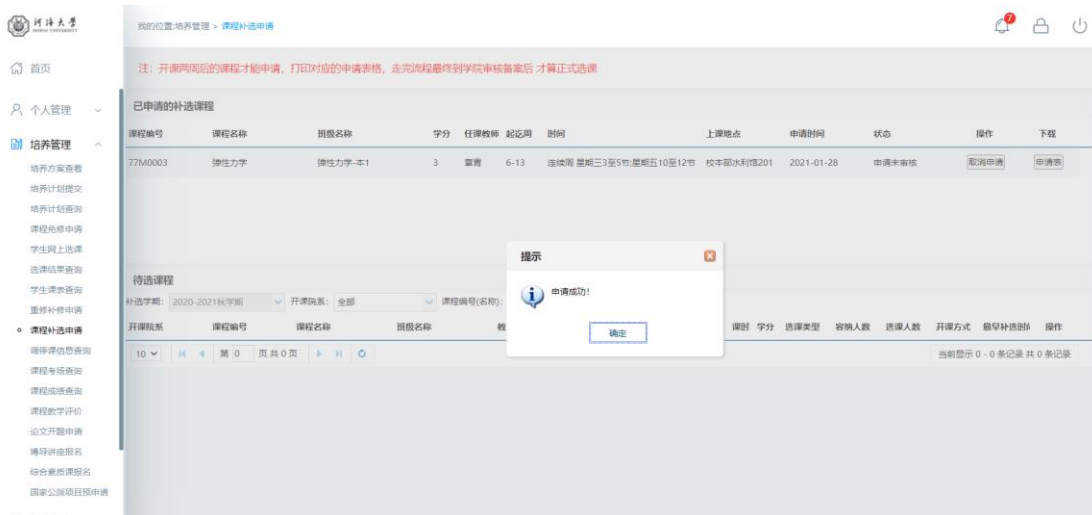 河海大学
HOHAI UNIVERSITY
我的位置:培养管理 > 课程补选申请
7
首页
个人管理
培养管理
培养方案查看
培养计划提交
培养计划查询
课程免修申请
学生网上选课
选课结果查询
学生课表查询
重修补修申请
课程补选申请
调停课信息查询
课程考场查询
课程成绩查询
课程教学评价
论文开题申请
博导讲座报名
综合素质课报名
国家公派项目预申请
注：开课两周后的课程才能申请，打印对应的申请表格，走完流程最终到学院审核备案后 才算正式选课
已申请的补选课程
课程编号 课程名称 班级名称 学分 任课教师 起讫周 时间 上课地点 申请时间 状态 操作 下载
77M0003 弹性力学 弹性力学-本1 3 章青 6-13 连续周 星期三3至5节;星期五10至12节 校本部水利馆201 2021-01-28 申请未审核 取消申请 申请表
提示
申请成功!
确定
待选课程
补选学期: 2020-2021秋学期 开课院系: 全部 课程编号(名称):
开课院系 课程编号 课程名称 班级名称 教 课时 学分 选课类型 容纳人数 选课人数 开课方式 最早补选时 操作
10 第 0 页 共 0 页 当前显示 0 - 0 条记录 共 0 条记录